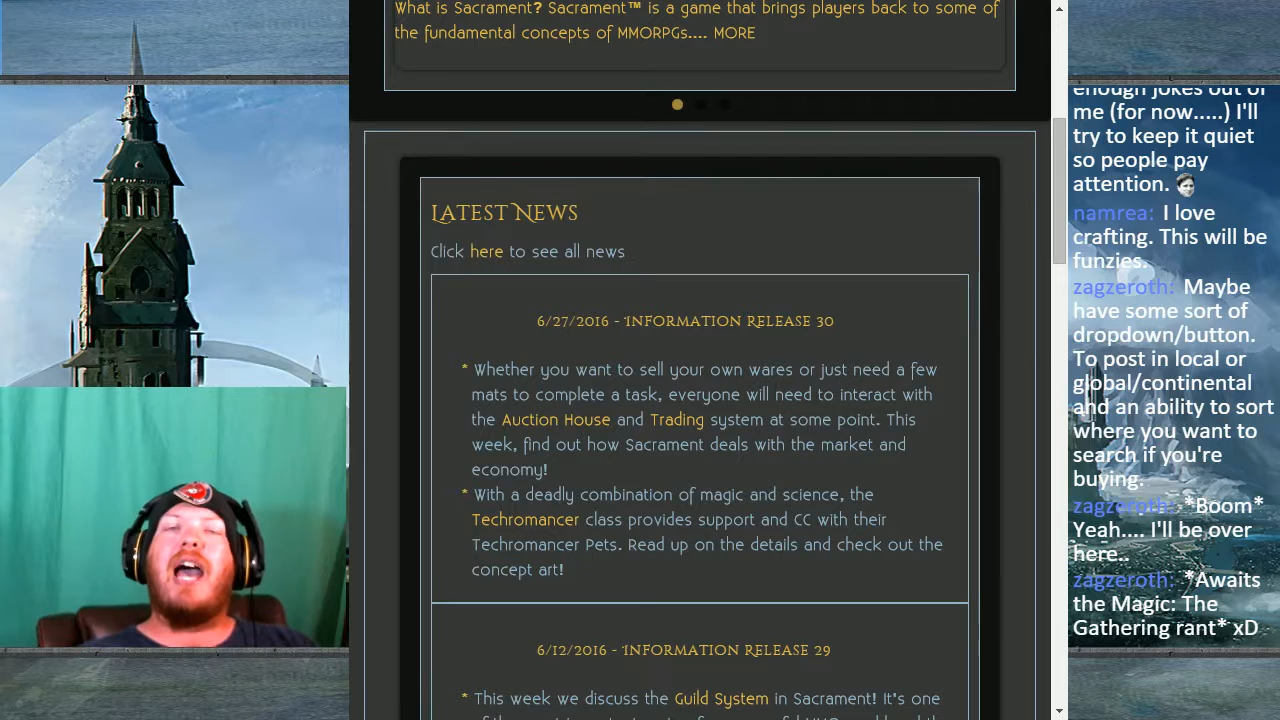 What is Sacrament? Sacrament™ is a game that brings players back to some of
the fundamental concepts of MMORPGs.... MORE
LATEST NEWS
Click here to see all news
6/27/2016 - INFORMATION RELEASE 30
* Whether you want to sell your own wares or just need a few
mats to complete a task, everyone will need to interact with
the Auction House and Trading system at some point. This
week, find out how Sacrament deals with the market and
economy!
* With a deadly combination of magic and science, the
Techromancer class provides support and CC with their
Techromancer Pets. Read up on the details and check out the
concept art!
6/12/2016 - INFORMATION RELEASE 29
* This week we discuss the Guild System in Sacrament! It's one
enough jokes out of
me (for now.....) I'll
try to keep it quiet
so people pay
attention.
namrea: I love
crafting. This will be
funzies.
zagzeroth: Maybe
have some sort of
dropdown/button.
To post in local or
global/continental
and an ability to sort
where you want to
search if you're
buying.
zagzeroth: *Boom*
Yeah.... I'll be over
here..
zagzeroth: *Awaits
the Magic: The
Gathering rant* xD